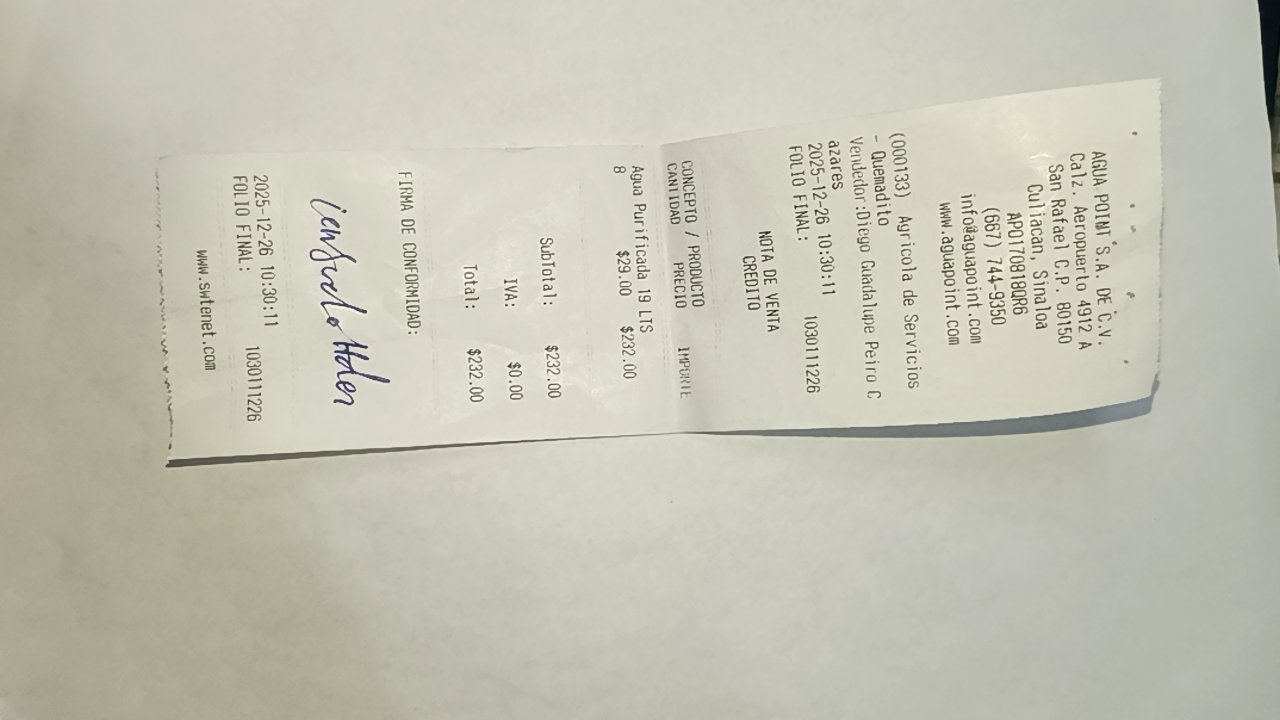 AGUA POINT S.A. DE C.V.
Calz. Aeropuerto 4912 A
San Rafael C.P. 80150
Culiacan, Sinaloa
APO170818QR6
(667) 744-9350
info@aguapoint.com
www.aguapoint.com
(000133) Agricola de Servicios
- Quemadito
Vendedor:Diego Guadalupe Peiro C
azares
2025-12-26 10:30:11
FOLIO FINAL: 1030111226
NOTA DE VENTA
CREDITO
CONCEPTO / PRODUCTO
CANTIDAD PRECIO IMPORTE
Agua Purificada 19 LTS
8 $29.00 $232.00
SubTotal: $232.00
IVA: $0.00
Total: $232.00
FIRMA DE CONFORMIDAD:
2025-12-26 10:30:11
FOLIO FINAL: 1030111226
www.swtenet.com